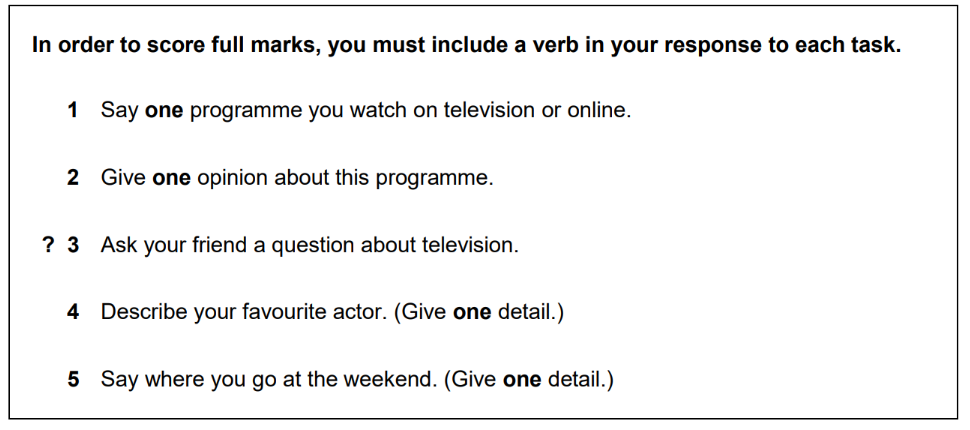 In order to score full marks, you must include a verb in your response to each task.
1 Say one programme you watch on television or online.
2 Give one opinion about this programme.
? 3 Ask your friend a question about television.
4 Describe your favourite actor. (Give one detail.)
5 Say where you go at the weekend. (Give one detail.)